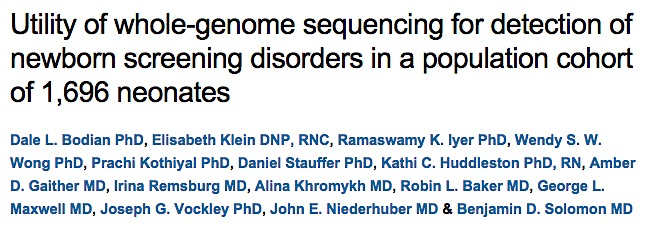 Utility of whole-genome sequencing for detection of
newborn screening disorders in a population cohort
of 1,696 neonates
Dale L. Bodian PhD, Elisabeth Klein DNP, RNC, Ramaswamy K. Iyer PhD, Wendy S. W.
Wong PhD, Prachi Kothiyal PhD, Daniel Stauffer PhD, Kathi C. Huddleston PhD, RN, Amber
D. Gaither MD, Irina Remsburg MD, Alina Khromykh MD, Robin L. Baker MD, George L.
Maxwell MD, Joseph G. Vockley PhD, John E. Niederhuber MD & Benjamin D. Solomon MD